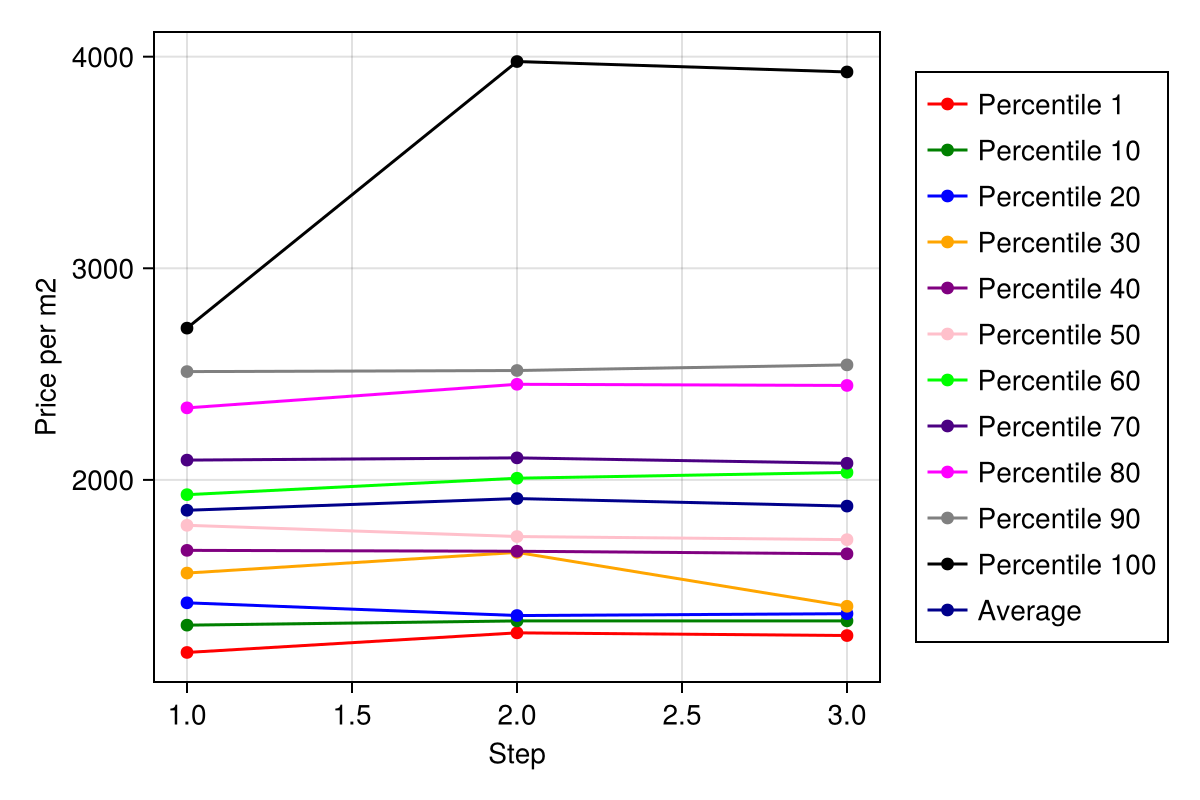 4000
3000
2000
Price per m2
1.0 1.5 2.0 2.5 3.0
Step
Percentile 1
Percentile 10
Percentile 20
Percentile 30
Percentile 40
Percentile 50
Percentile 60
Percentile 70
Percentile 80
Percentile 90
Percentile 100
Average